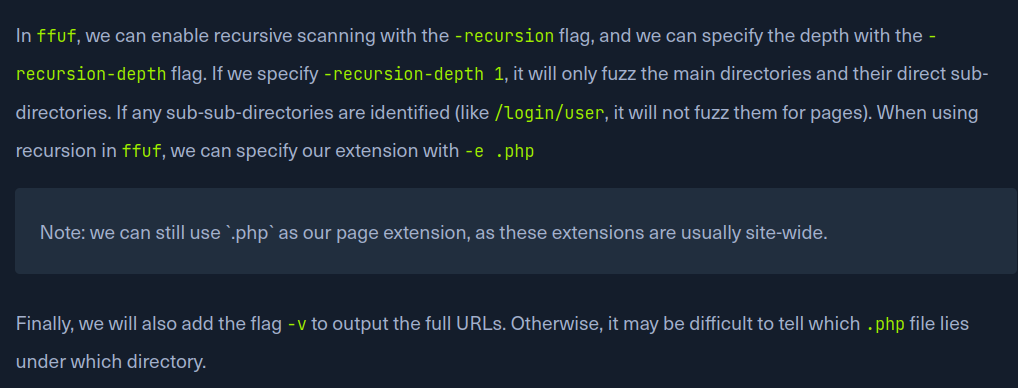 In ffuf, we can enable recursive scanning with the -recursion flag, and we can specify the depth with the -
recursion-depth flag. If we specify -recursion-depth 1, it will only fuzz the main directories and their direct sub-
directories. If any sub-sub-directories are identified (like /login/user, it will not fuzz them for pages). When using
recursion in ffuf, we can specify our extension with -e .php
Note: we can still use `.php` as our page extension, as these extensions are usually site-wide.
Finally, we will also add the flag -v to output the full URLs. Otherwise, it may be difficult to tell which .php file lies
under which directory.